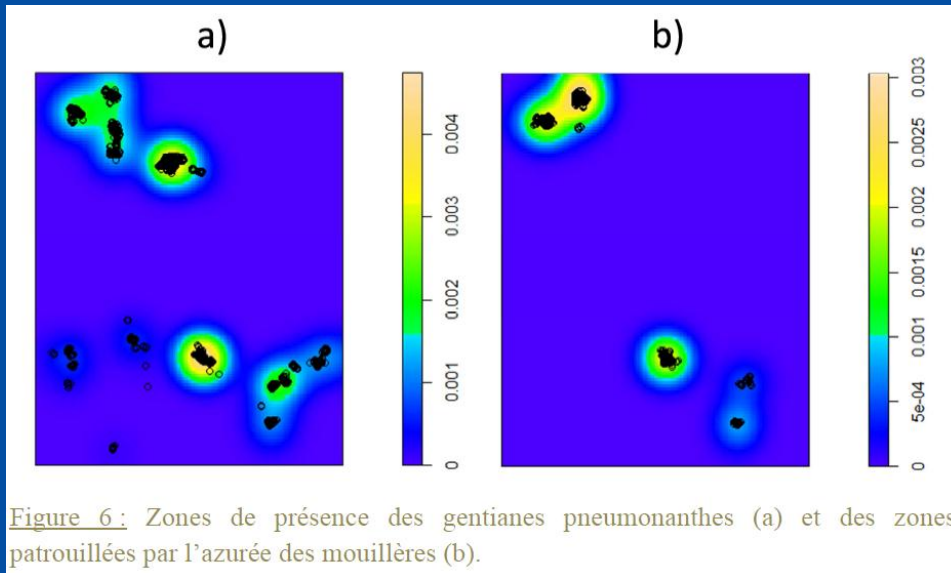 a)
b)
0.004
0.003
0.002
0.001
0
0.003
0.0025
0.002
0.0015
0.001
5e-04
0
Figure 6 : Zones de présence des gentianes pneumonanthes (a) et des zones
patrouillées par l’azurée des mouillères (b).